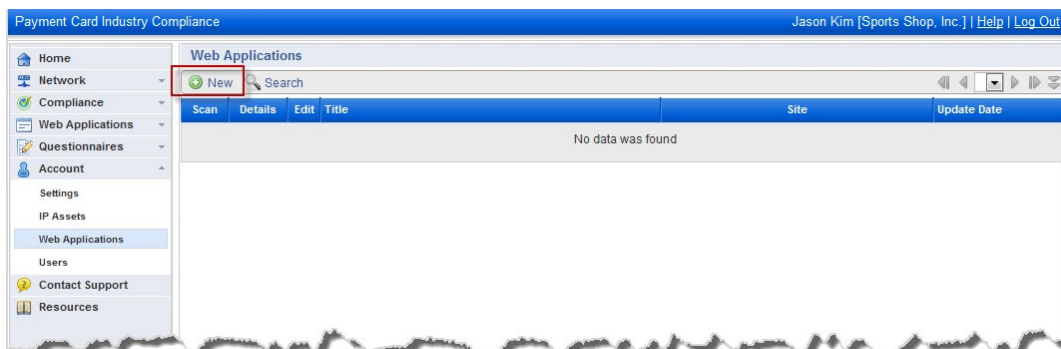 Payment Card Industry Compliance
Jason Kim [Sports Shop, Inc.] | Help | Log Out
Home
Network
Compliance
Web Applications
Questionnaires
Account
Settings
IP Assets
Web Applications
Users
Contact Support
Resources
Web Applications
New Search
Scan Details Edit Title Site Update Date
No data was found